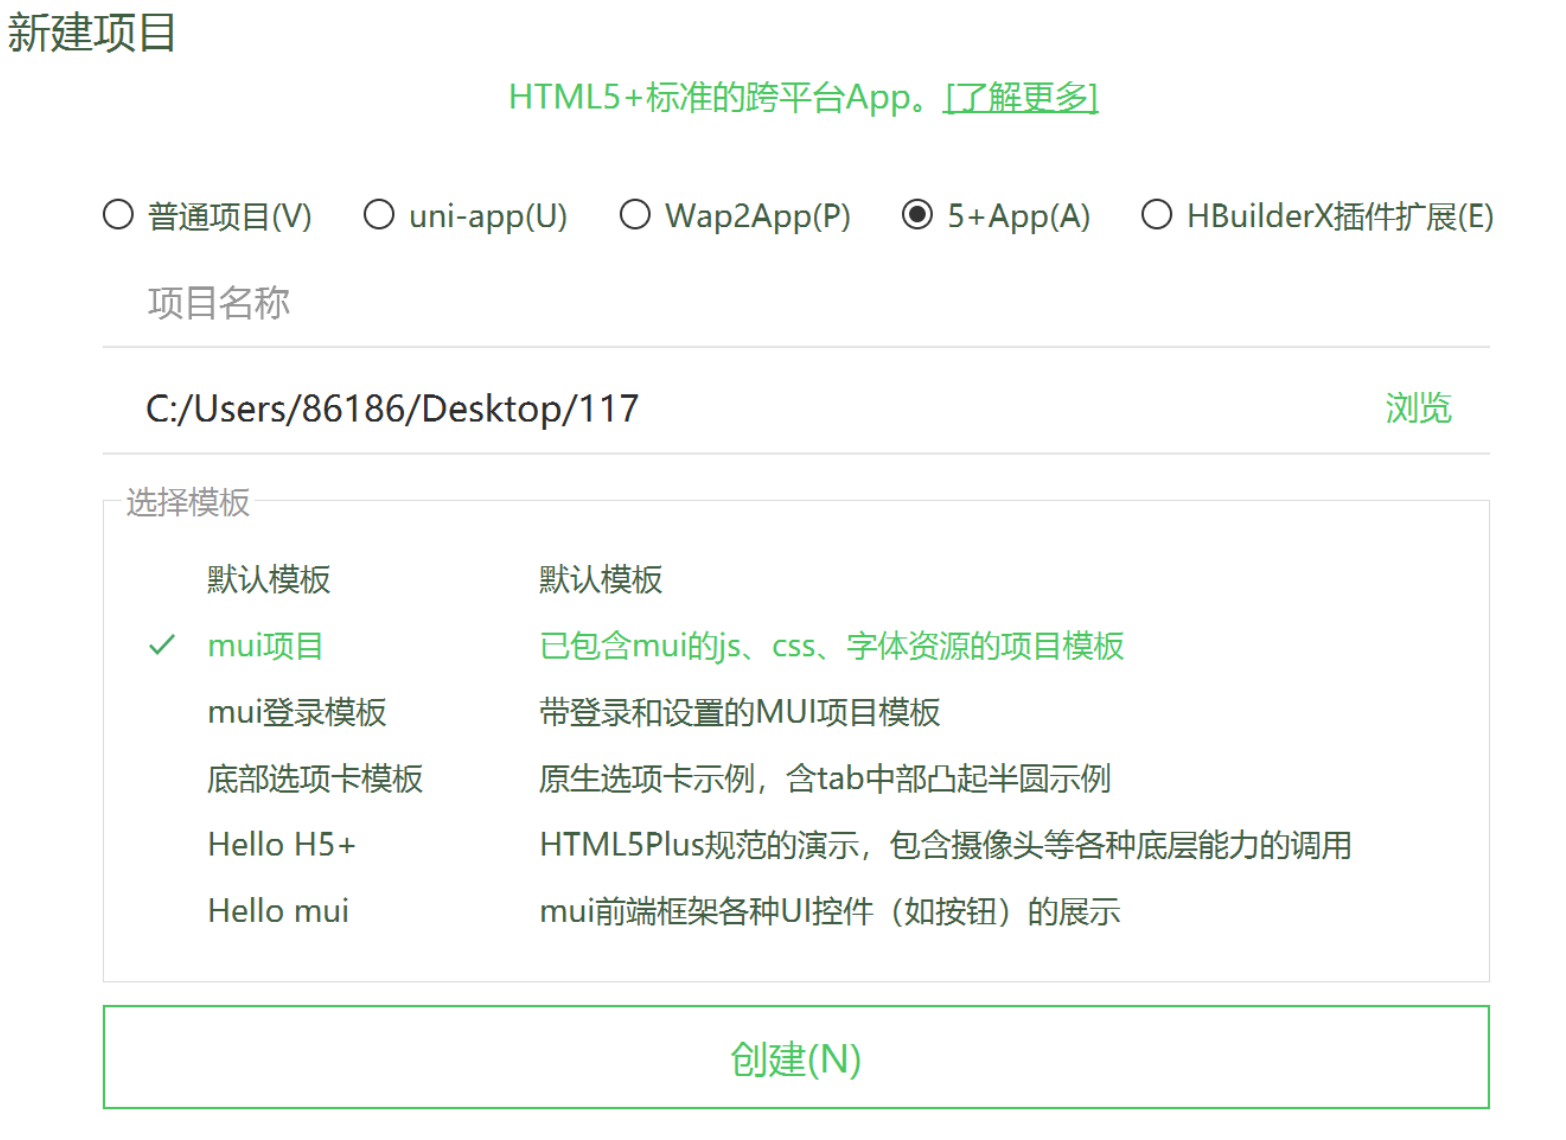 新建项目
HTML5+标准的跨平台App。[了解更多]
普通项目(V) uni-app(U) Wap2App(P) 5+App(A) HBuilderX插件扩展(E)
项目名称
C:/Users/86186/Desktop/117 浏览
选择模板
默认模板 默认模板
mui项目 已包含mui的js、css、字体资源的项目模板
mui登录模板 带登录和设置的MUI项目模板
底部选项卡模板 原生选项卡示例，含tab中部凸起半圆示例
Hello H5+ HTML5Plus规范的演示，包含摄像头等各种底层能力的调用
Hello mui mui前端框架各种UI控件（如按钮）的展示
创建(N)